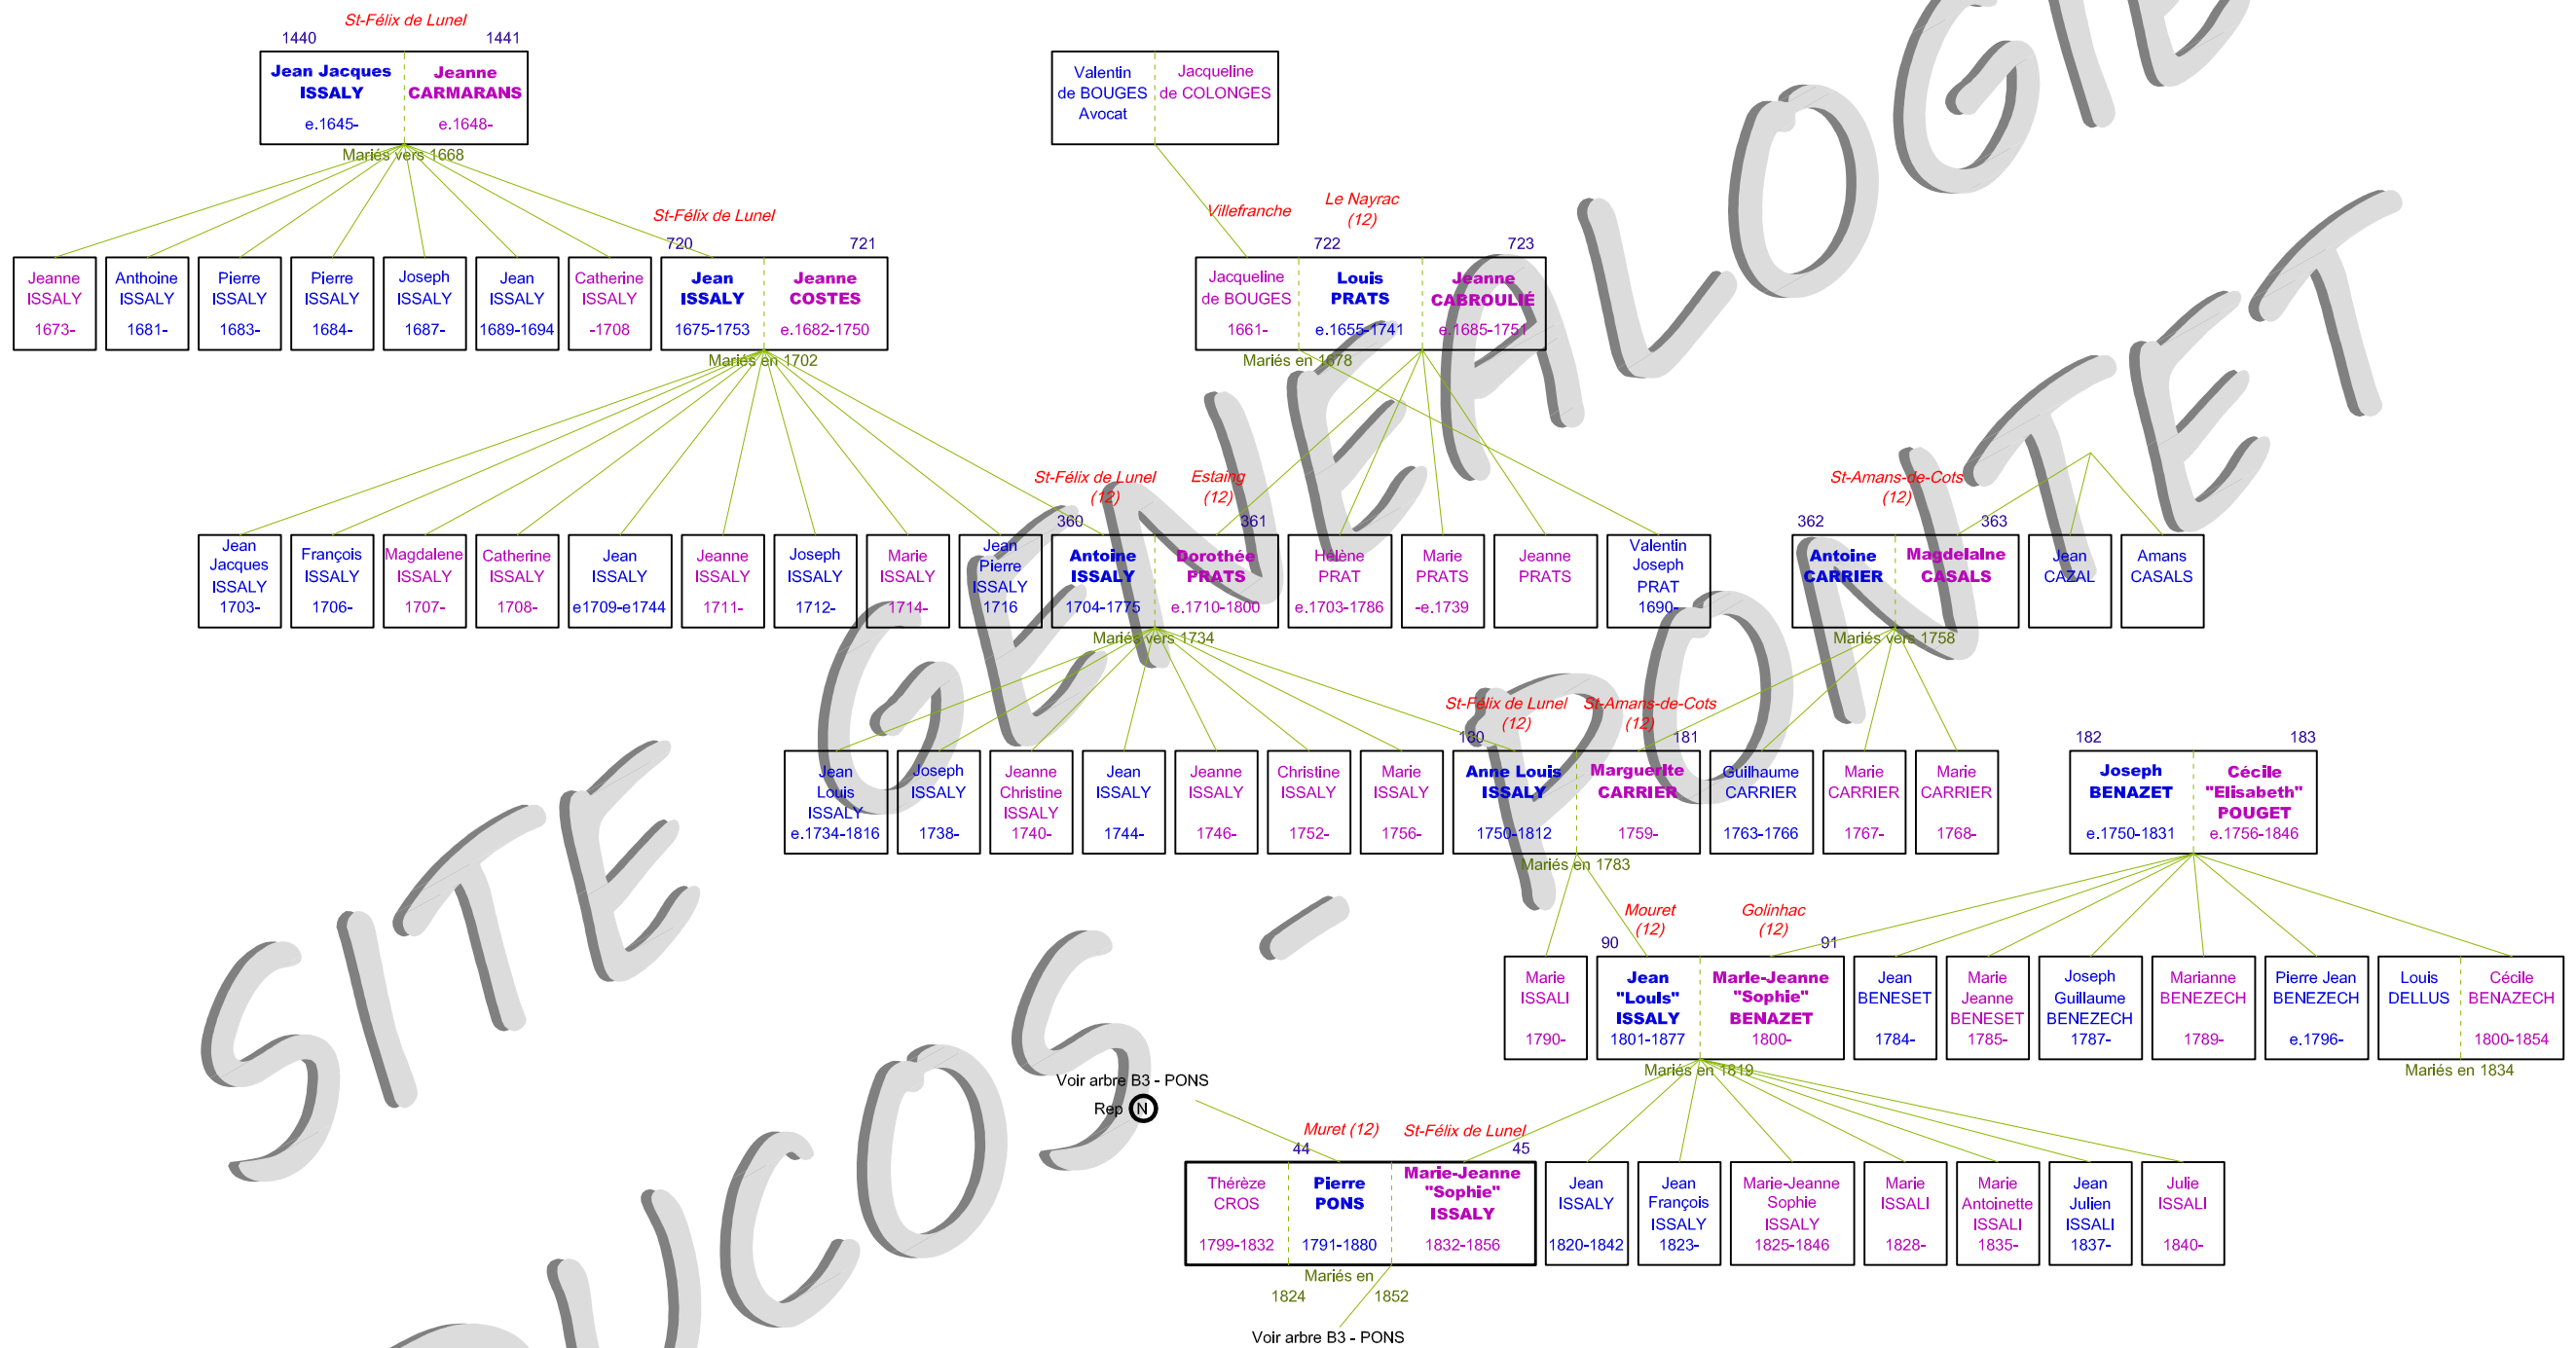 St-Félix de Lunel
1440 1441
Jean Jacques
ISSALY
e.1645-
Jeanne
CARMARANS
e.1648-
Mariés vers 1668
Valentin
de BOUGES
Avocat
Jacqueline
de COLONGES
Jeanne
ISSALY
1673-
Anthoine
ISSALY
1681-
Pierre
ISSALY
1683-
Pierre
ISSALY
1684-
Joseph
ISSALY
1687-
Jean
ISSALY
1689-1694
Catherine
ISSALY
-1708
St-Félix de Lunel
720 721
Jean
ISSALY
1675-1753
Jeanne
COSTES
e.1682-1750
Mariés en 1702
Villefranche
Le Nayrac
(12)
722 723
Jacqueline
de BOUGES
1661-
Louis
PRATS
e.1655-1741
Jeanne
CABROULIÉ
e.1685-1751
Mariés en 1678
Jean
Jacques
ISSALY
1703-
François
ISSALY
1706-
Magdalene
ISSALY
1707-
Catherine
ISSALY
1708-
Jean
ISSALY
e1709-e1744
Jeanne
ISSALY
1711-
Joseph
ISSALY
1712-
Marie
ISSALY
1714-
Jean
Pierre
ISSALY
1716
St-Félix de Lunel
(12)
Estaing
(12)
360 361
Antoine
ISSALY
1704-1775
Dorothée
PRATS
e.1710-1800
Mariés vers 1734
Hélène
PRAT
e.1703-1786
Marie
PRATS
-e.1739
Jeanne
PRATS
Valentin
Joseph
PRAT
1690-
St-Amans-de-Cots
(12)
362 363
Antoine
CARRIER
Magdelaine
CASALS
Mariés vers 1758
Jean
CAZAL
Amans
CASALS
Jean
Louis
ISSALY
e.1734-1816
Joseph
ISSALY
1738-
Jeanne
Christine
ISSALY
1740-
Jean
ISSALY
1744-
Jeanne
ISSALY
1746-
Christine
ISSALY
1752-
Marie
ISSALY
1756-
St-Félix de Lunel
(12)
St-Amans-de-Cots
(12)
180 181
Anne Louis
ISSALY
1750-1812
Marguerite
CARRIER
1759-
Mariés en 1783
Guilhaume
CARRIER
1763-1766
Marie
CARRIER
1767-
Marie
CARRIER
1768-
182 183
Joseph
BENAZET
e.1750-1831
Cécile
"Elisabeth"
POUGET
e.1756-1846
Marie
ISSALI
1790-
Mouret
(12)
Golinhac
(12)
90 91
Jean
"Louis"
ISSALY
1801-1877
Marie-Jeanne
"Sophie"
BENAZET
1800-
Mariés en 1819
Jean
BENESET
1784-
Marie
Jeanne
BENESET
1785-
Joseph
Guillaume
BENEZECH
1787-
Marianne
BENEZECH
1789-
Pierre Jean
BENEZECH
e.1796-
Louis
DELLUS
Cécile
BENAZECH
1800-1854
Mariés en 1834
Voir arbre B3 - PONS
Rep N
Muret (12)
St-Félix de Lunel
44 45
Thérèze
CROS
1799-1832
Pierre
PONS
1791-1880
Marie-Jeanne
"Sophie"
ISSALY
1832-1856
Mariés en
1824 1852
Voir arbre B3 - PONS
Jean
ISSALY
1820-1842
Jean
François
ISSALY
1823-
Marie-Jeanne
Sophie
ISSALY
1825-1846
Marie
ISSALI
1828-
Marie
Antoinette
ISSALI
1835-
Jean
Julien
ISSALI
1837-
Julie
ISSALI
1840-
SITE GENEALOGIE
DUCOS - PONTET